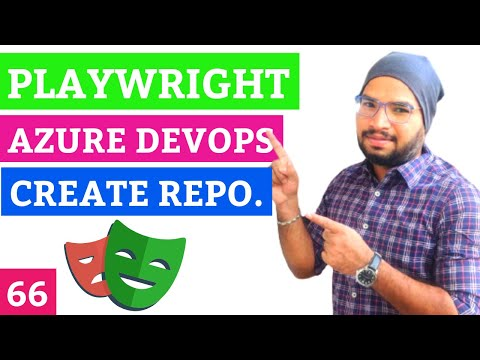 PLAYWRIGHT
AZURE DEVOPS
CREATE REPO.
66